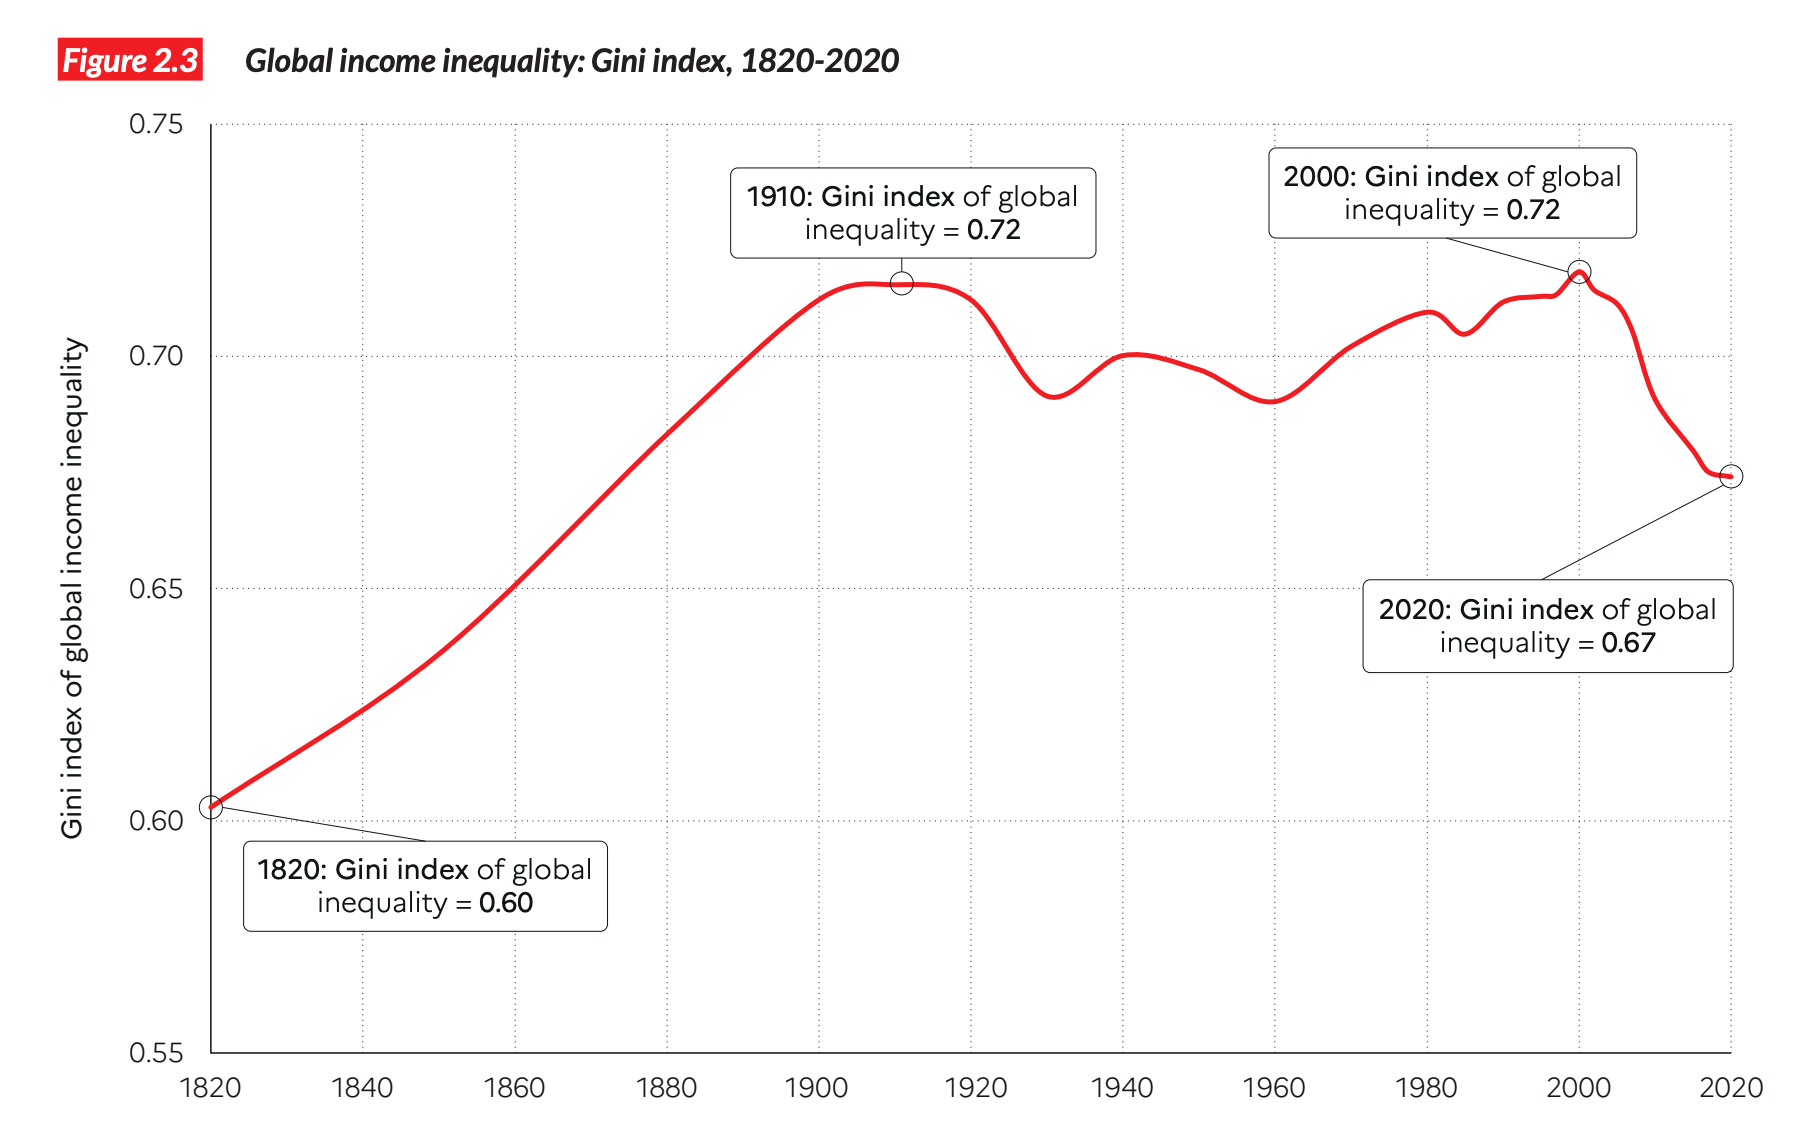 Figure 2.3
Global income inequality: Gini index, 1820-2020
0.75
0.70
0.65
0.60
0.55
Gini index of global income inequality
1910: Gini index of global
inequality = 0.72
2000: Gini index of global
inequality = 0.72
2020: Gini index of global
inequality = 0.67
1820: Gini index of global
inequality = 0.60
1820 1840 1860 1880 1900 1920 1940 1960 1980 2000 2020